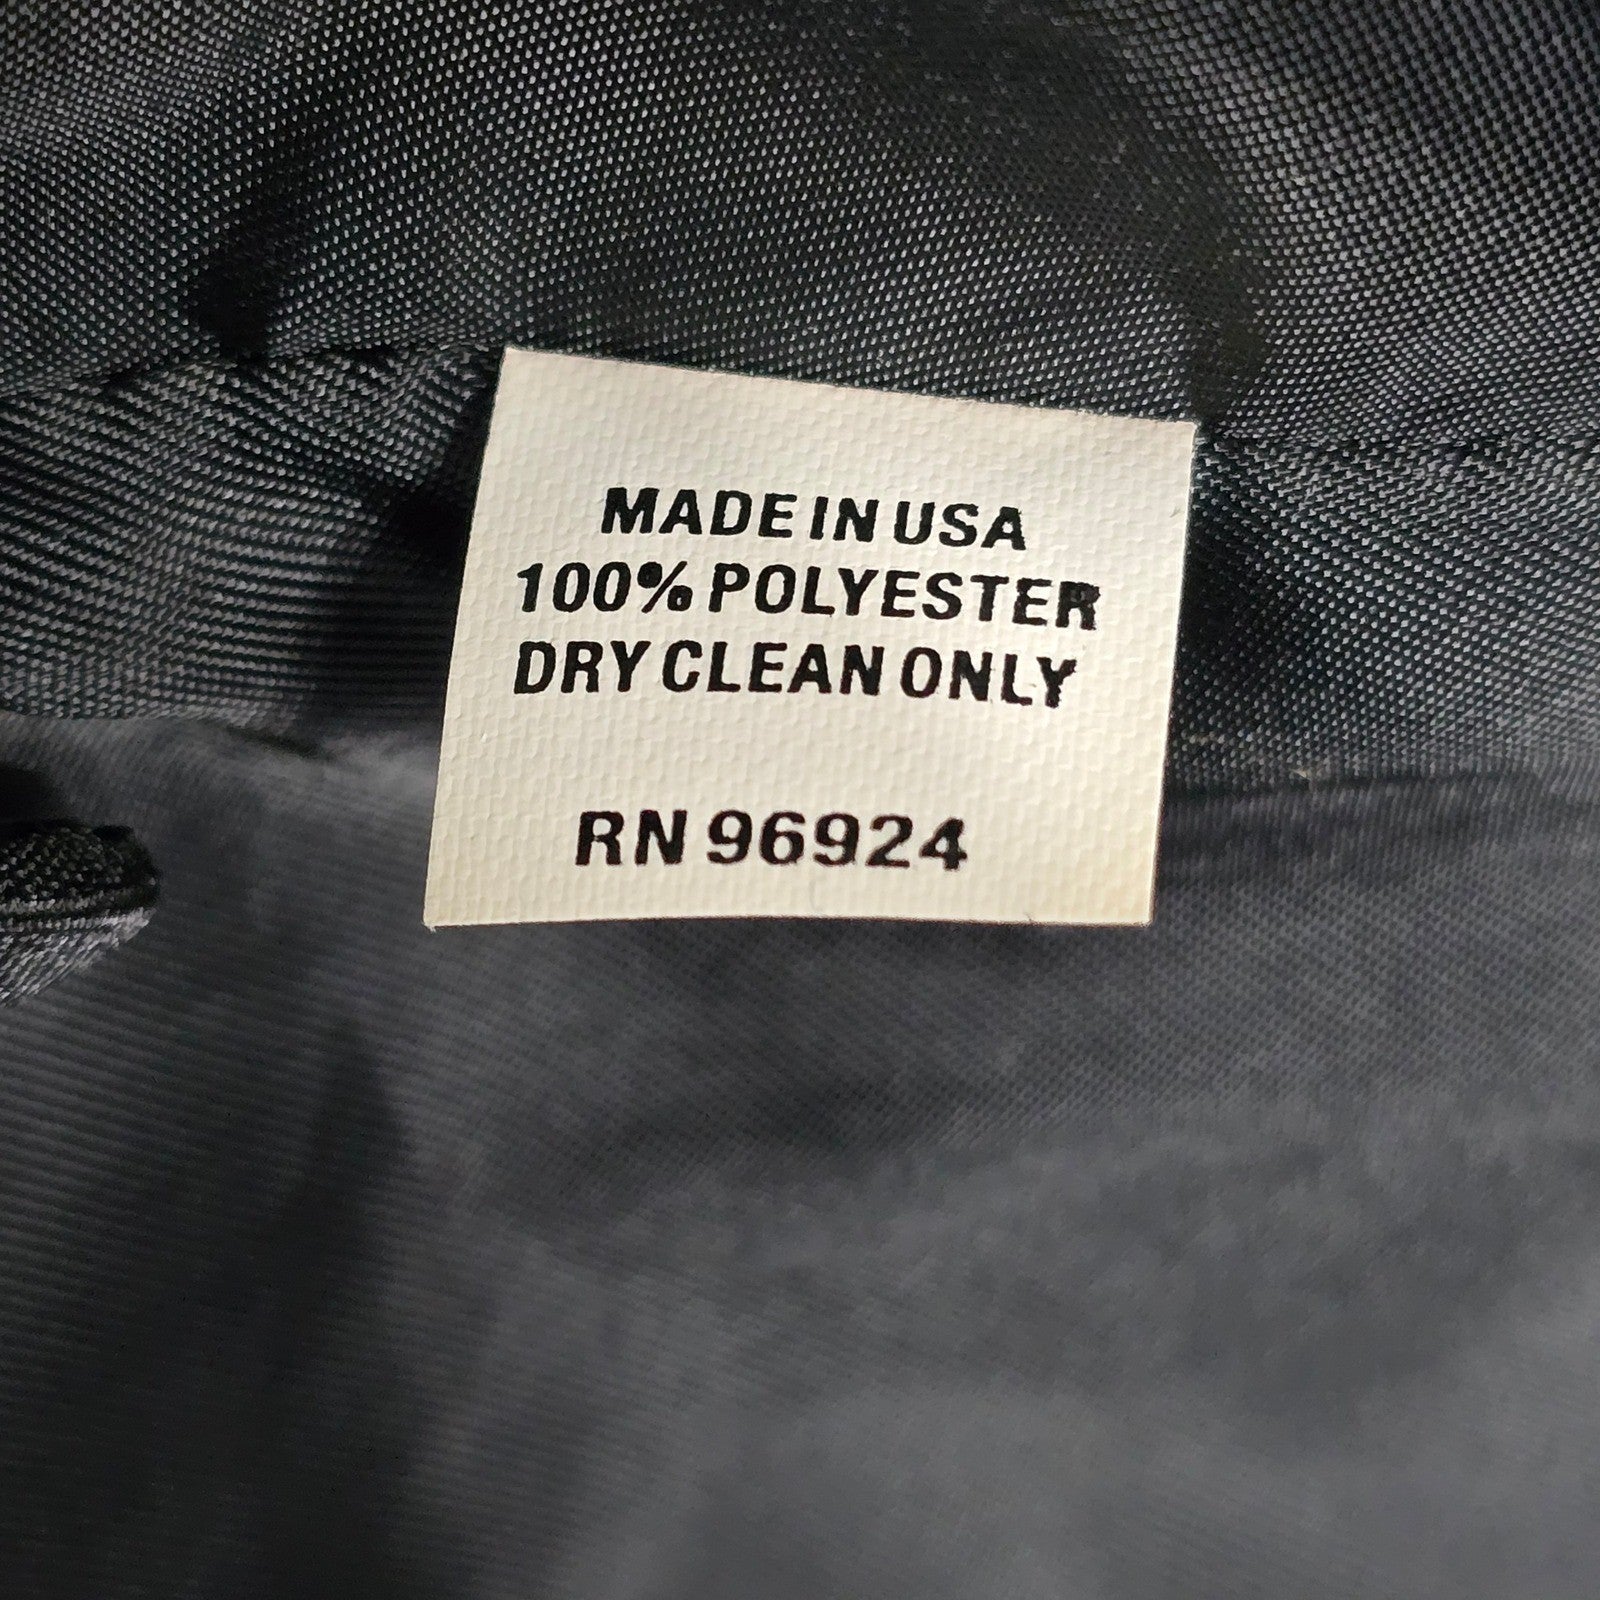 MADE IN USA
100% POLYESTER
DRY CLEAN ONLY
RN 96924